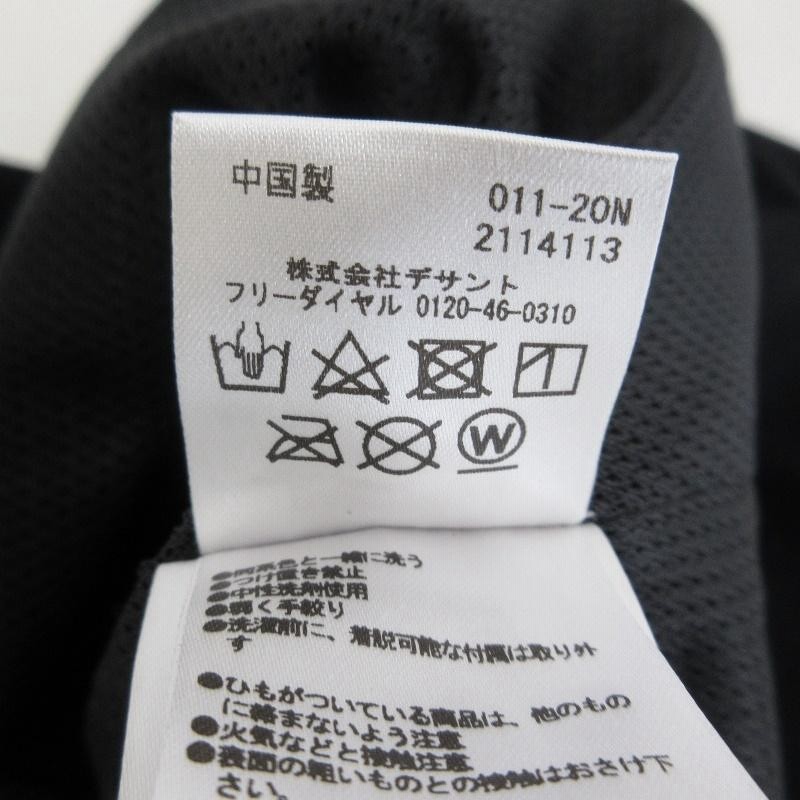 中国製
011-20N
2114113
株式会社デサント
フリーダイヤル 0120-46-0310
W
●同系色と一緒に洗う
●つけ置き禁止
●中性洗剤使用
●弱く手絞り
●洗濯前に、着脱可能な付属は取り外
す
●ひもがついている商品は、他のもの
に絡まないよう注意
●火気などと接触注意
●表面の粗いものとの接触はおさけ下
さい。